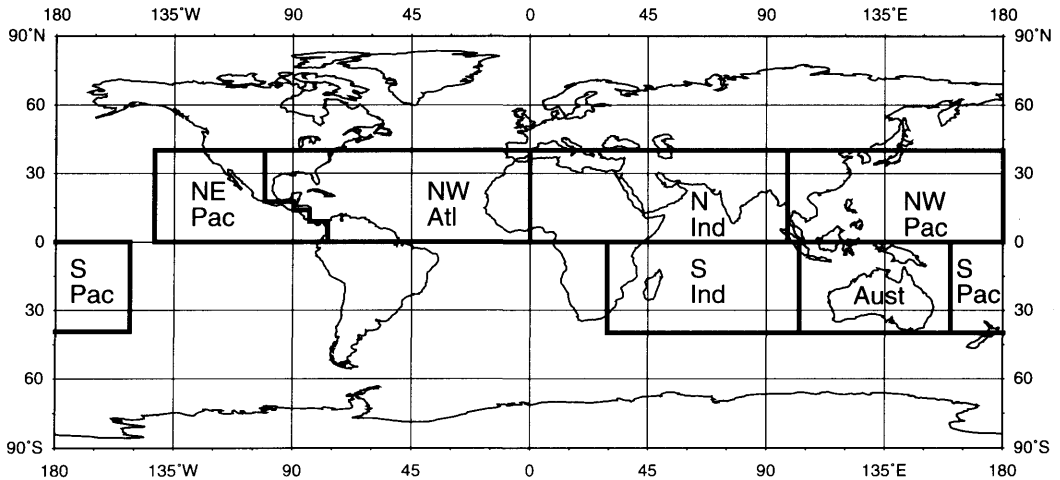 180 135˚W 90 45 0 45 90 135˚E 180
90˚N 90˚N
60 60
30 NE NW N NW 30
Pac Atl Ind Pac
0 0
S S S
Pac Ind Aust Pac
30 30
60 60
90˚S 90˚S
180 135˚W 90 45 0 45 90 135˚E 180